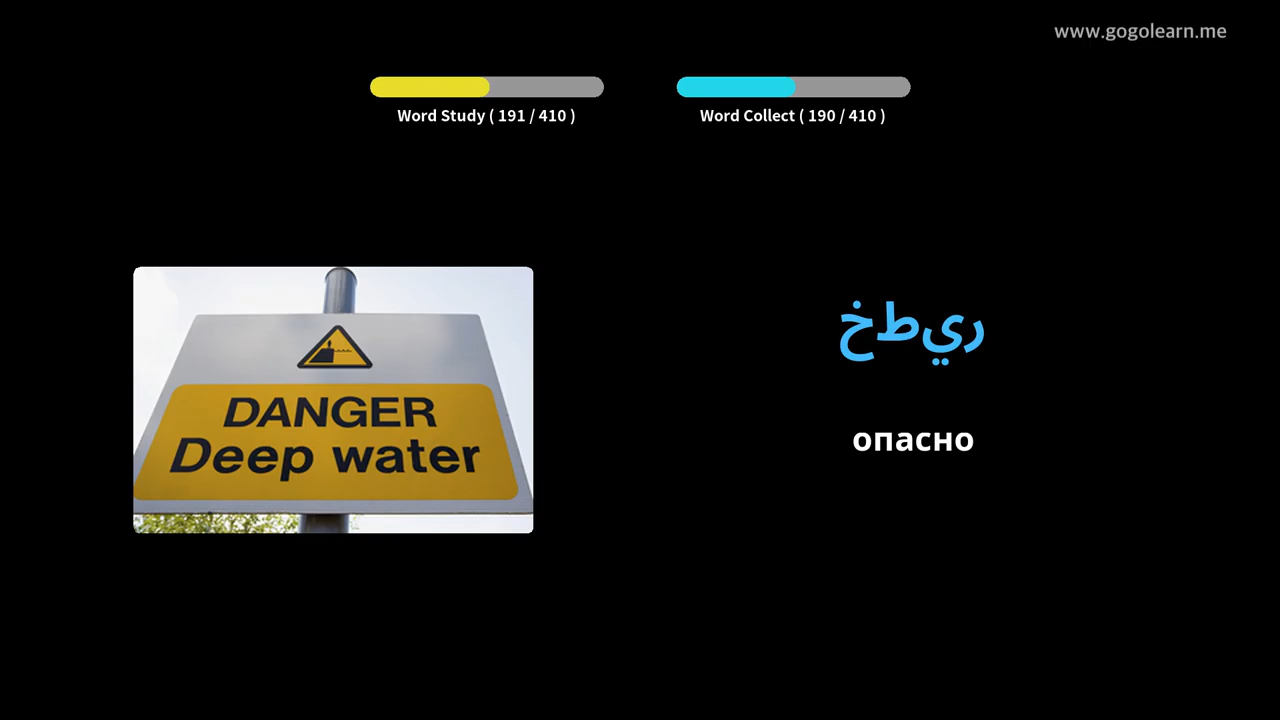 www.gogolearn.me
Word Study ( 191 / 410 )
Word Collect ( 190 / 410 )
DANGER
Deep water
خطير
опасно